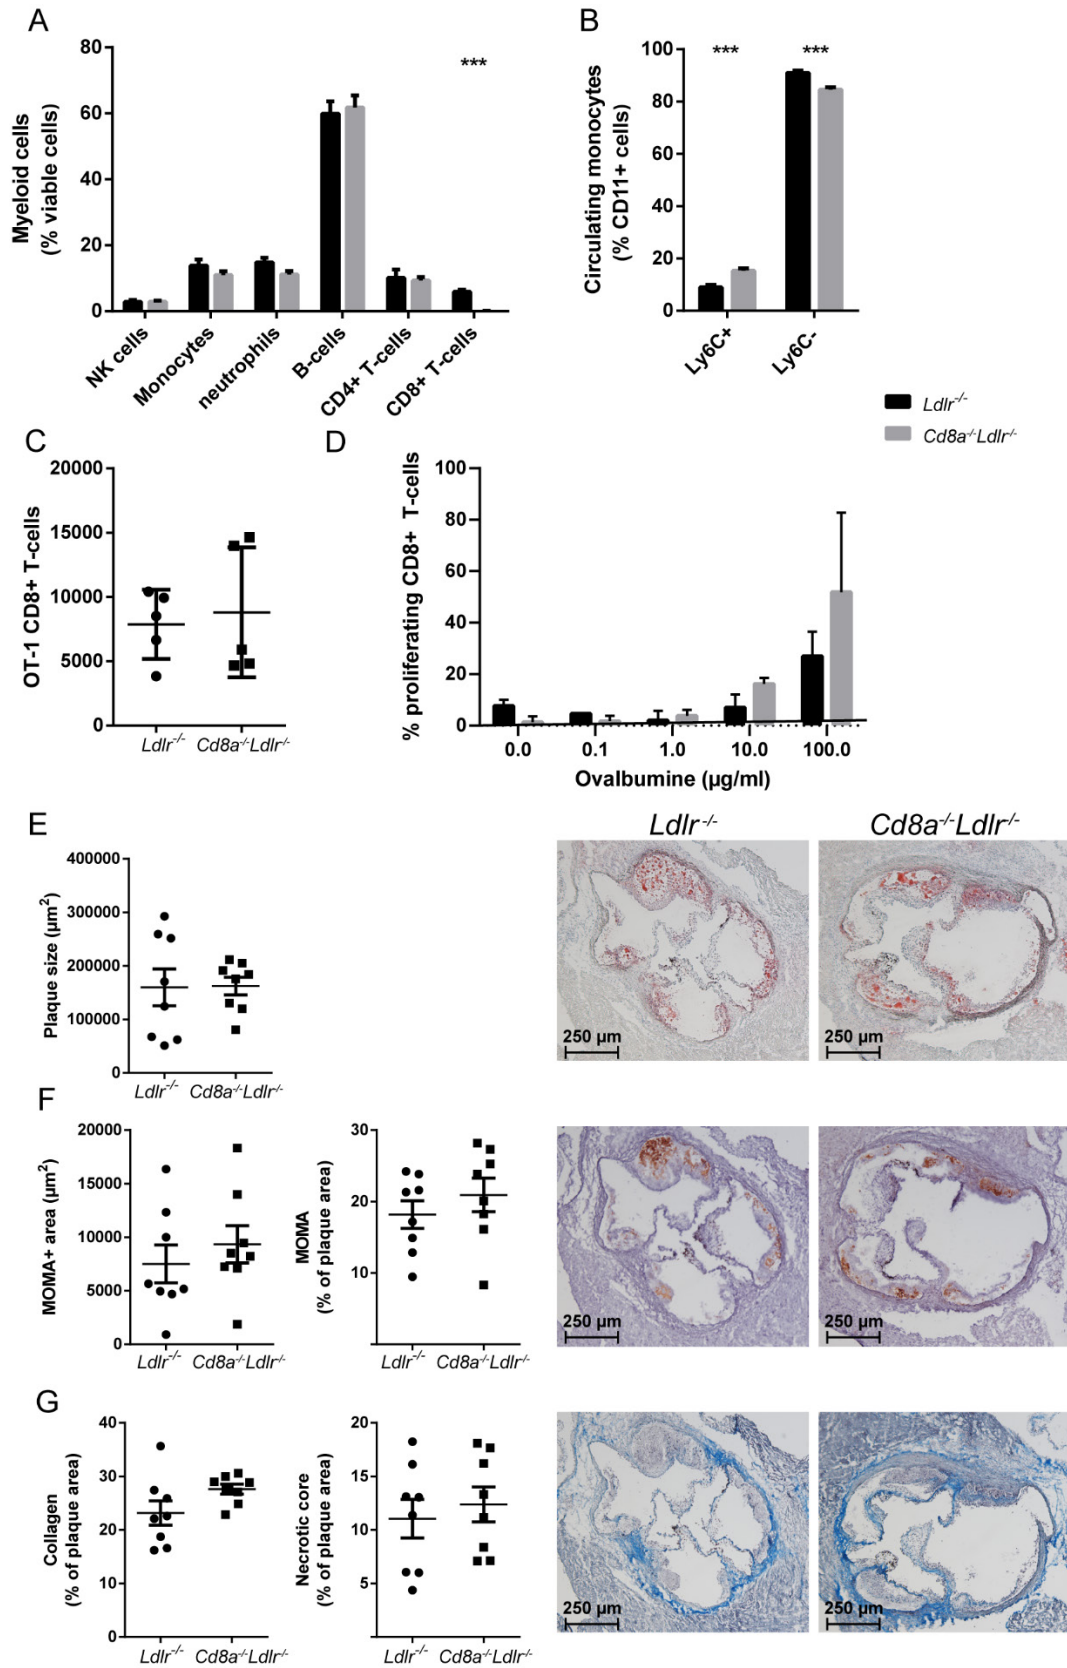 A
Myeloid cells
(% viable cells)
80
60
40
20
0
***
NK cells
Monocytes
neutrophils
B-cells
CD4+ T-cells
CD8+ T-cells
B
Circulating monocytes
(% CD11+ cells)
100
80
60
40
20
0
***
***
Ly6C+
Ly6C-
Ldlr-/-
Cd8a-/-Ldlr-/-
C
OT-1 CD8+ T-cells
20000
15000
10000
5000
0
Ldlr-/-
Cd8a-/-Ldlr-/-
D
% proliferating CD8+ T-cells
100
80
60
40
20
0
0.0
0.1
1.0
10.0
100.0
Ovalbumine (µg/ml)
E
Plaque size (µm2)
400000
300000
200000
100000
0
Ldlr-/-
Cd8a-/-Ldlr-/-
Ldlr-/-
Cd8a-/-Ldlr-/-
250 µm
250 µm
F
MOMA+ area (µm2)
20000
15000
10000
5000
0
Ldlr-/-
Cd8a-/-Ldlr-/-
MOMA
(% of plaque area)
30
20
10
Ldlr-/-
Cd8a-/-Ldlr-/-
250 µm
250 µm
G
Collagen
(% of plaque area)
40
30
20
10
0
Ldlr-/-
Cd8a-/-Ldlr-/-
Necrotic core
(% of plaque area)
20
15
10
5
Ldlr-/-
Cd8a-/-Ldlr-/-
250 µm
250 µm